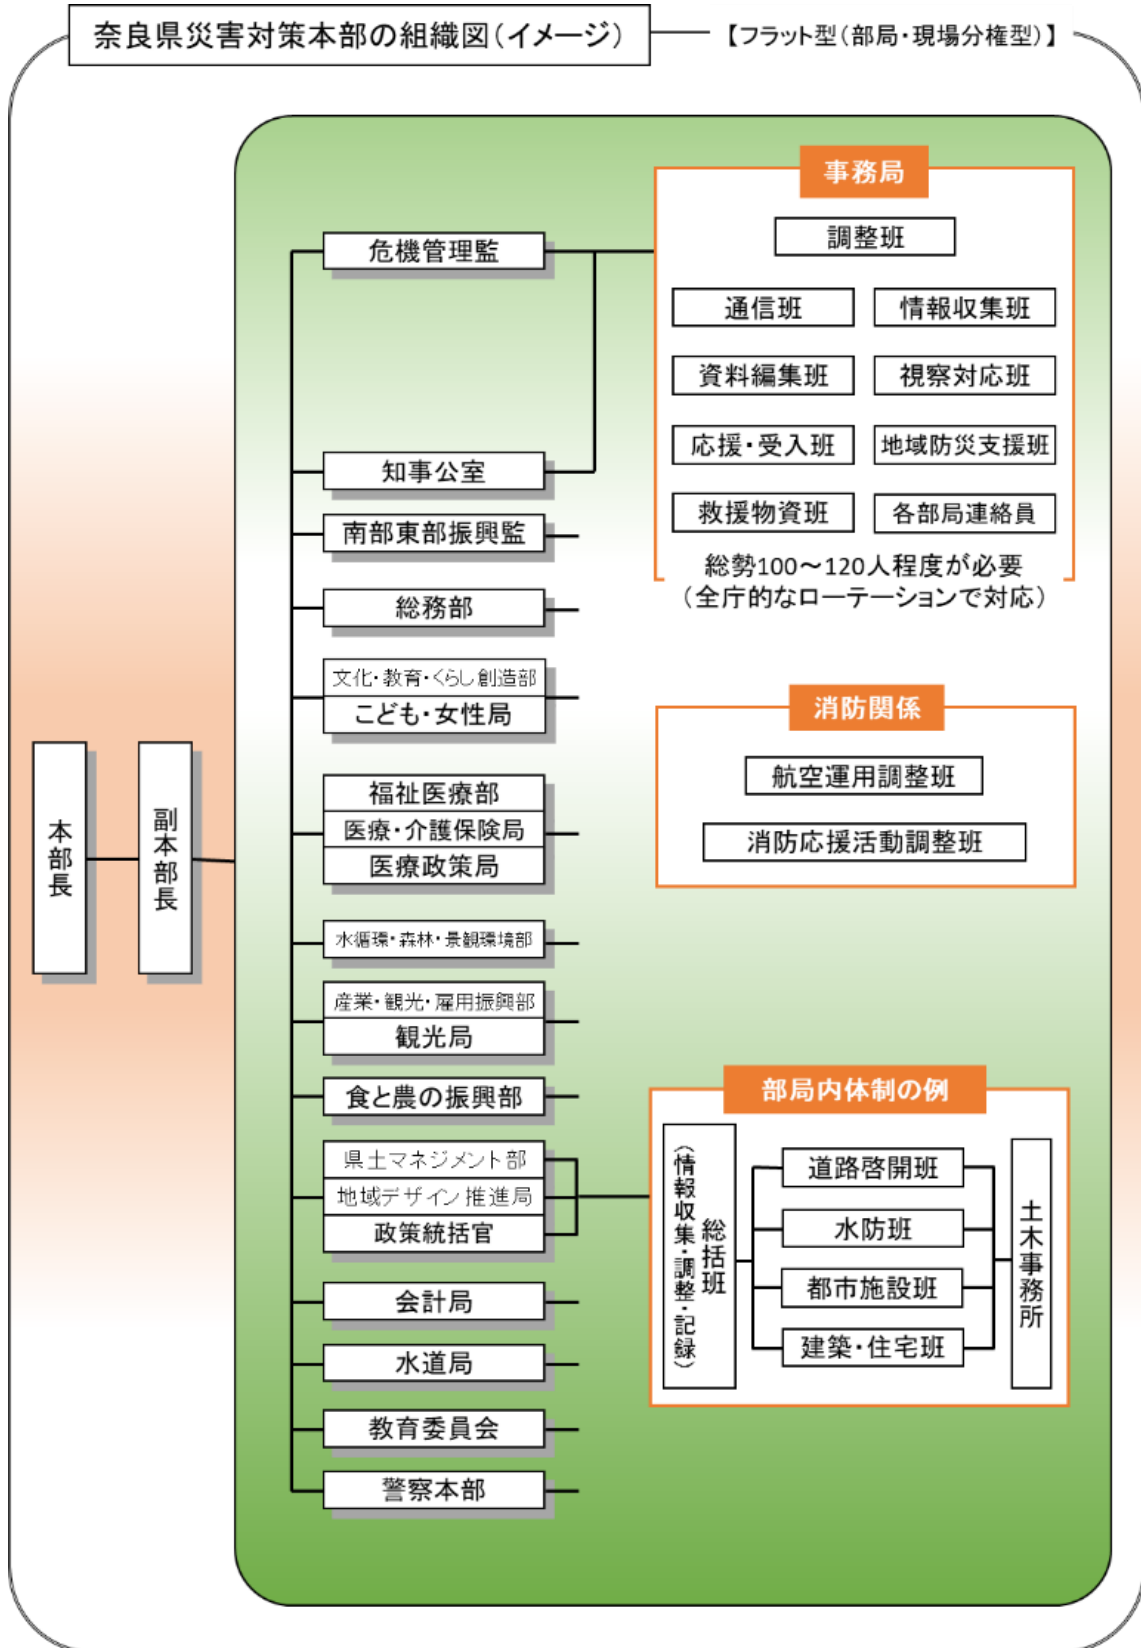 奈良県災害対策本部の組織図(イメージ)
【フラット型(部局・現場分権型)】
本部長
副本部長
危機管理監
知事公室
南部東部振興監
総務部
文化・教育・くらし創造部
こども・女性局
福祉医療部
医療・介護保険局
医療政策局
水循環・森林・景観環境部
産業・観光・雇用振興部
観光局
食と農の振興部
県土マネジメント部
地域デザイン推進局
政策統括官
会計局
水道局
教育委員会
警察本部
事務局
調整班
通信班
情報収集班
資料編集班
視察対応班
応援・受入班
地域防災支援班
救援物資班
各部局連絡員
総勢100～120人程度が必要
(全庁的なローテーションで対応)
消防関係
航空運用調整班
消防応援活動調整班
部局内体制の例
総括班
(情報収集・調整・記録)
道路啓開班
水防班
都市施設班
建築・住宅班
土木事務所